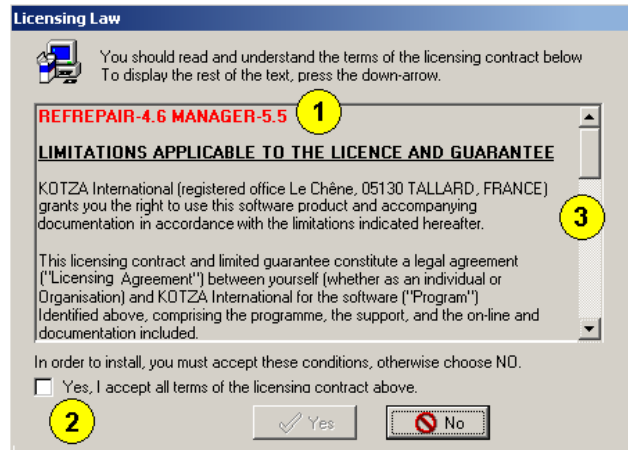 Licensing Law
You should read and understand the terms of the licensing contract below
To display the rest of the text, press the down-arrow.
REFREPAIR-4.6 MANAGER-5.5
1
LIMITATIONS APPLICABLE TO THE LICENCE AND GUARANTEE
KOTZA International (registered office Le Chêne, 05130 TALLARD, FRANCE)
grants you the right to use this software product and accompanying
documentation in accordance with the limitations indicated hereafter.
3
This licensing contract and limited guarantee constitute a legal agreement
("Licensing Agreement") between yourself (whether as an individual or
Organisation) and KOTZA International for the software ("Program")
Identified above, comprising the programme, the support, and the on-line and
documentation included.
In order to install, you must accept these conditions, otherwise choose NO.
Yes, I accept all terms of the licensing contract above.
2
Yes
No